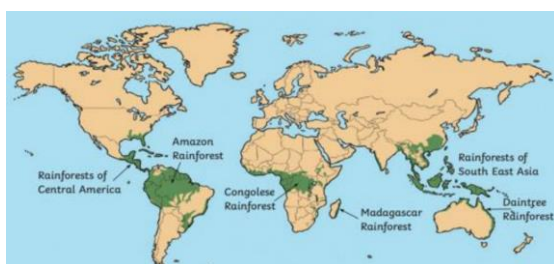 Amazon
Rainforest
Rainforests of
Central America
Congolese
Rainforest
Madagascar
Rainforest
Rainforests of
South East Asia
Daintree
Rainforest